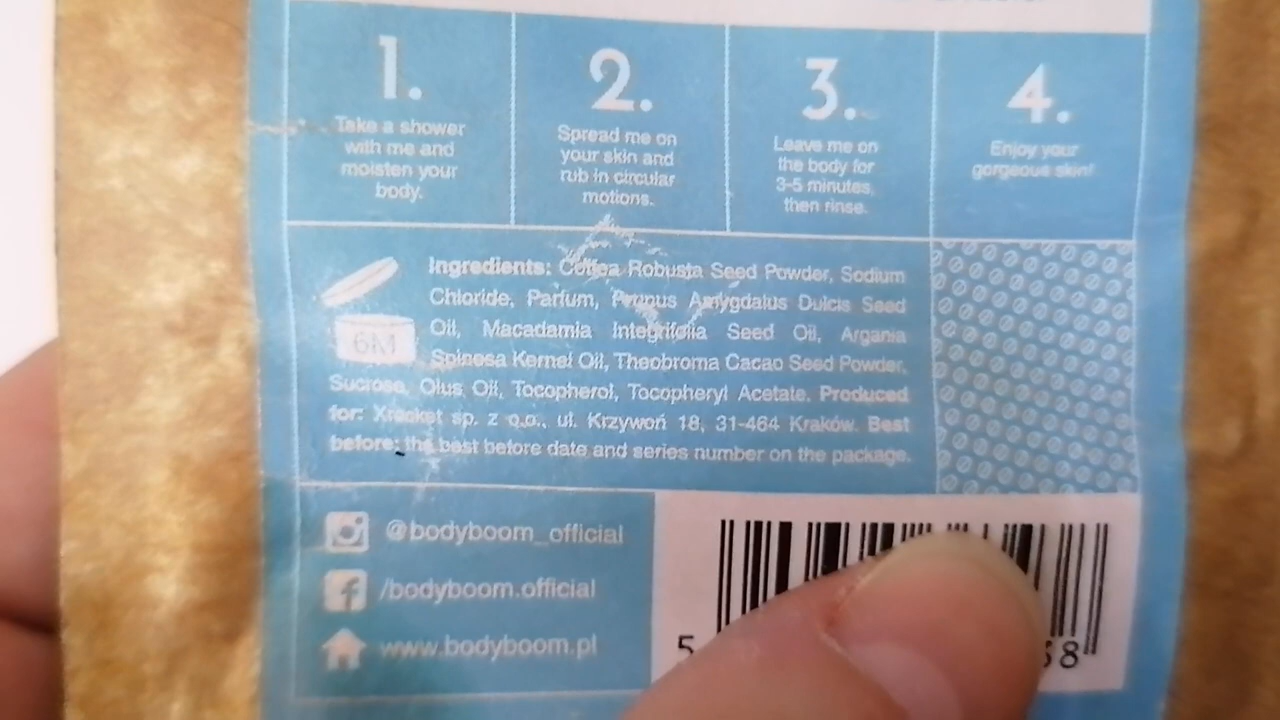 1.
Take a shower
with me and
moisten your
body.
2.
Spread me on
your skin and
rub in circular
motions.
3.
Leave me on
the body for
3-5 minutes,
then rinse.
4.
Enjoy your
gorgeous skin!
6M
Ingredients: Coffea Robusta Seed Powder, Sodium
Chloride, Parfum, Prunus Amygdalus Dulcis Seed
Oil, Macadamia Integrifolia Seed Oil, Argania
Spinosa Kernel Oil, Theobroma Cacao Seed Powder,
Sucrose, Olus Oil, Tocopherol, Tocopheryl Acetate. Produced
for: Xrocket sp. z o.o., ul. Krzywoń 18, 31-464 Kraków. Best
before: the best before date and series number on the package.
@bodyboom_official
/bodyboom.official
www.bodyboom.pl
5
8